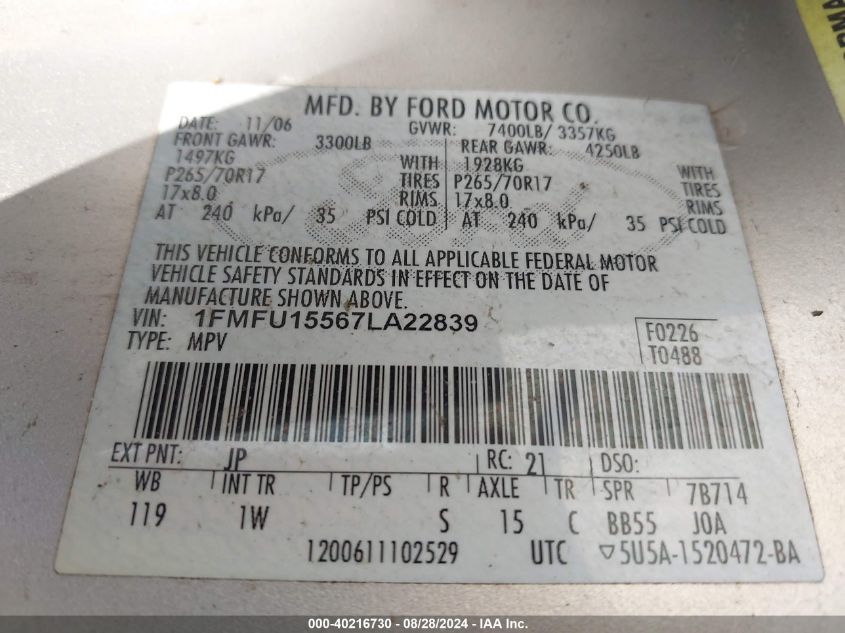 MFD. BY FORD MOTOR CO.
DATE: 11/06 GVWR: 7400LB/ 3357KG
FRONT GAWR: 3300LB REAR GAWR: 4250LB
1497KG WITH 1928KG WITH
P265/70R17 TIRES P265/70R17 TIRES
17x8.0 RIMS 17x8.0 RIMS
AT 240 kPa/ 35 PSI COLD AT 240 kPa/ 35 PSI COLD
THIS VEHICLE CONFORMS TO ALL APPLICABLE FEDERAL MOTOR
VEHICLE SAFETY STANDARDS IN EFFECT ON THE DATE OF
MANUFACTURE SHOWN ABOVE.
VIN: 1FMFU15567LA22839
TYPE: MPV
F0226
T0488
EXT PNT: JP RC: 21 DSO:
WB INT TR TP/PS R AXLE TR SPR 7B714
119 1W S 15 C BB55 JOA
1200611102529 UTC ▽5U5A-1520472-BA
000-40216730 - 08/28/2024 - IAA Inc.